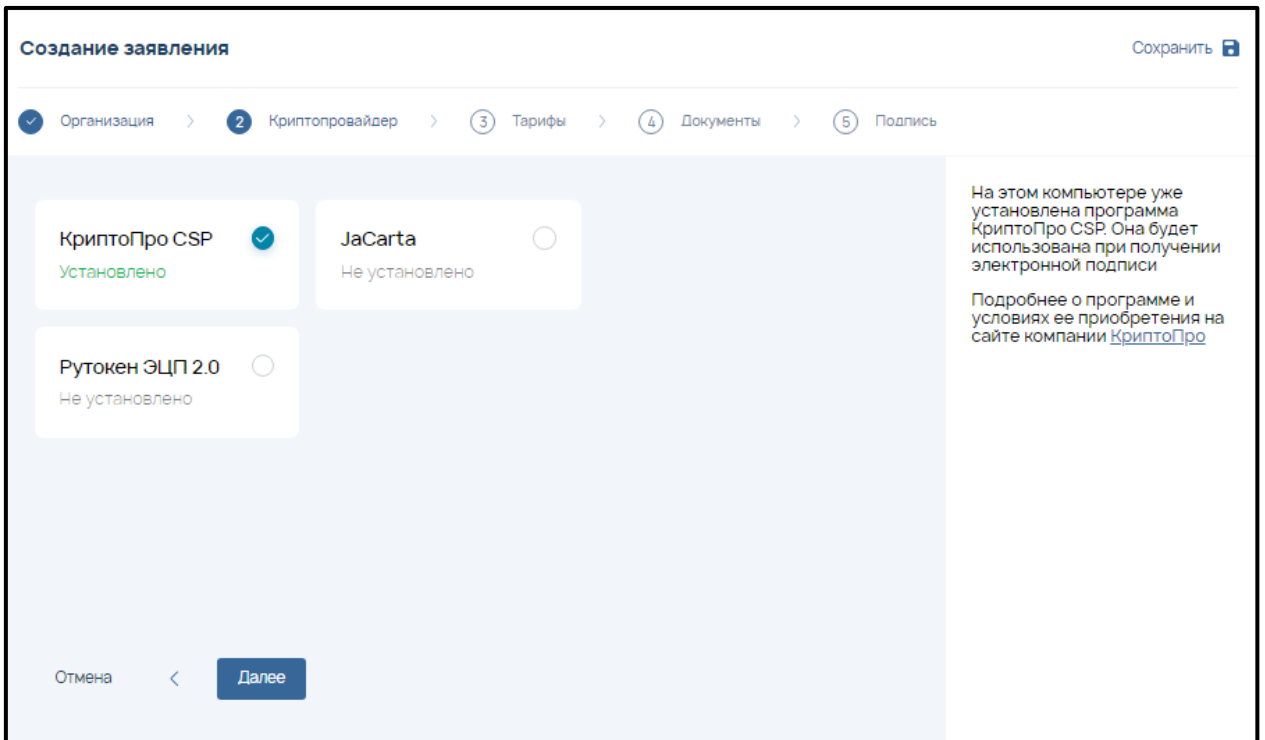 Создание заявления
Сохранить
Организация
2 Криптопровайдер
3 Тарифы
4 Документы
5 Подпись
КриптоПро CSP
Установлено
JaCarta
Не установлено
Рутокен ЭЦП 2.0
Не установлено
На этом компьютере уже
установлена программа
КриптоПро CSP. Она будет
использована при получении
электронной подписи
Подробнее о программе и
условиях ее приобретения на
сайте компании КриптоПро
Отмена
Далее